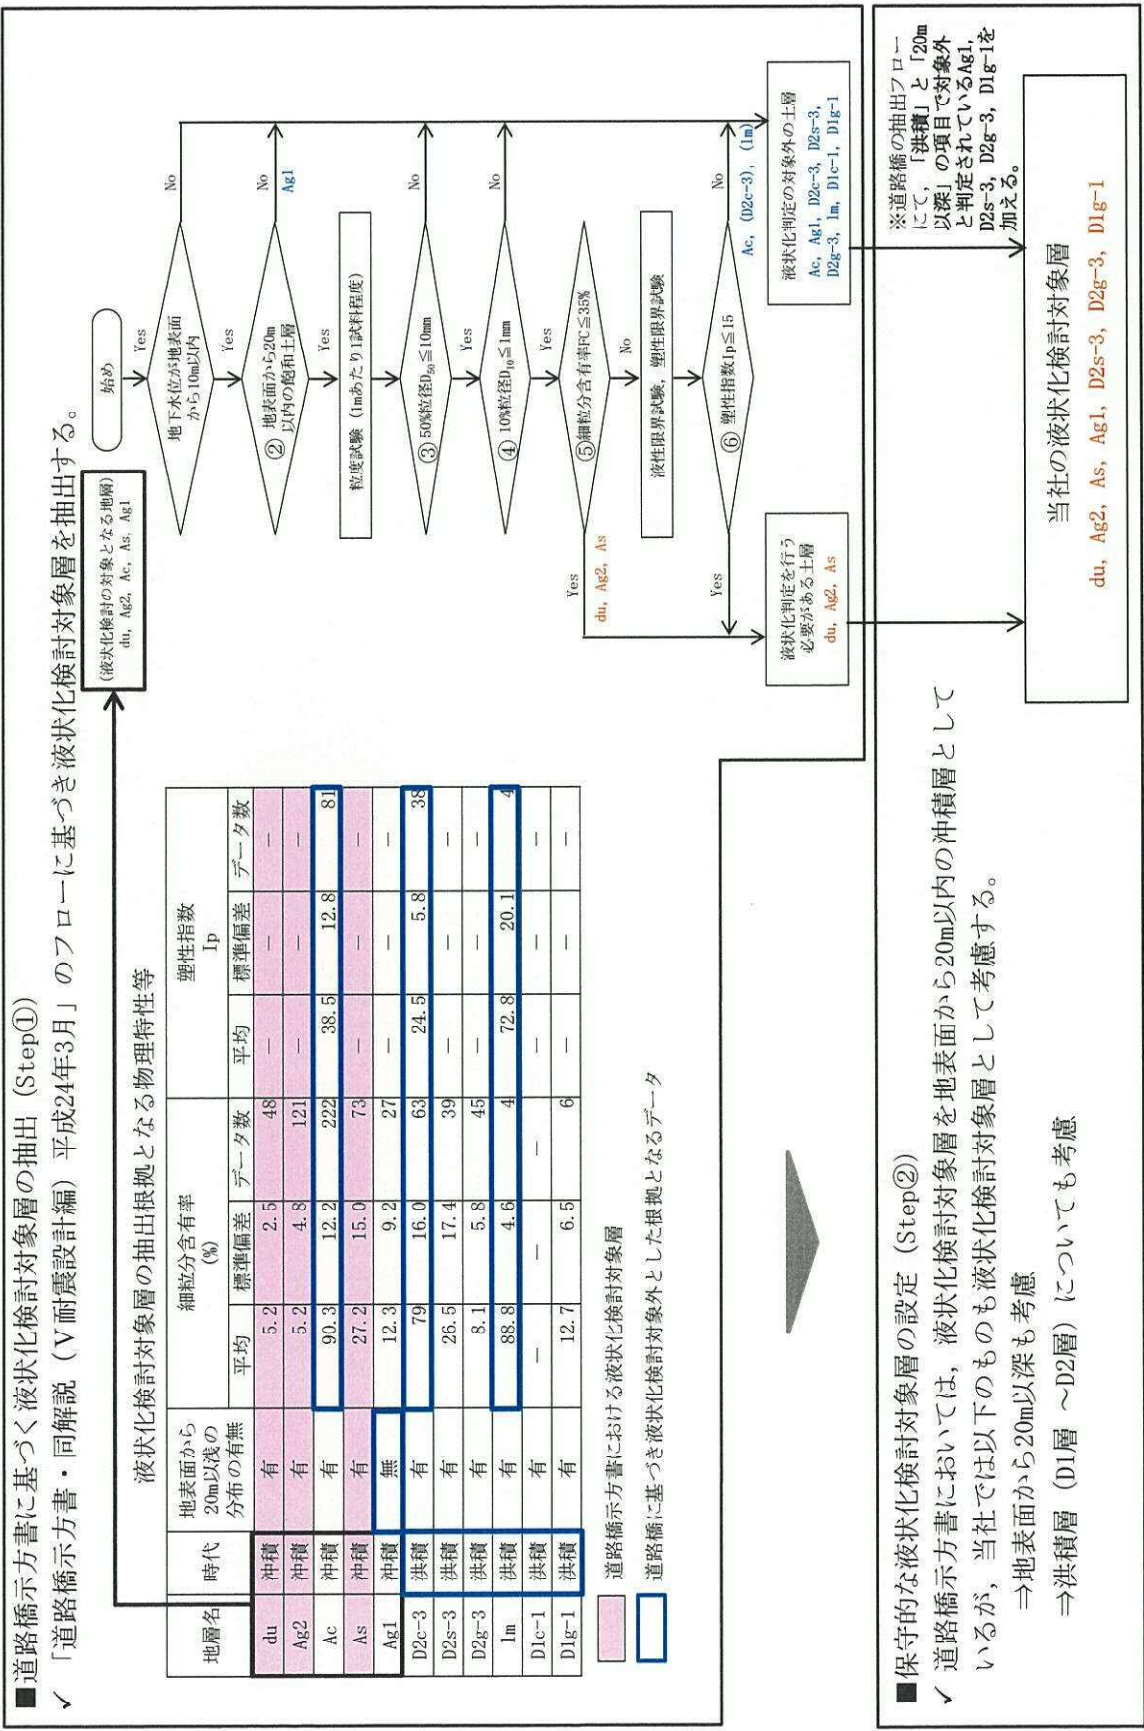 ■道路橋示方書に基づく液状化検討対象層の抽出(Step①)
✓ 「道路橋示方書・同解説(Ⅴ耐震設計編)平成24年3月」のフローに基づき液状化検討対象層を抽出する。
液状化検討対象層の抽出根拠となる物理特性等
地層名 時代 地表面から20m以浅の分布の有無 細粒分含有率(%) 塑性指数Ip
平均 標準偏差 データ数 平均 標準偏差 データ数
du 沖積 有 5.2 2.5 48 — — —
Ag2 沖積 有 5.2 4.8 121 — — —
Ac 沖積 有 90.3 12.2 222 38.5 12.8 81
As 沖積 有 27.2 15.0 73 — — —
Ag1 沖積 無 12.3 9.2 27 — — —
D2c-3 洪積 有 79 16.0 63 24.5 5.8 38
D2s-3 洪積 有 26.5 17.4 39 — — —
D2g-3 洪積 有 8.1 5.8 45 — — —
lm 洪積 有 88.8 4.6 4 72.8 20.1 4
D1c-1 洪積 有 — — — — — —
D1g-1 洪積 有 12.7 6.5 6 — — —
道路橋示方書における液状化検討対象層
道路橋に基づき液状化検討対象外とした根拠となるデータ
(液状化検討の対象となる地層)
du, Ag2, Ac, As, Ag1
始め
Yes
地下水位が地表面
から10m以内
No
Yes
② 地表面から20m
以内の飽和土層
No
Ag1
Yes
粒度試験(1mあたり1試料程度)
③ 50%粒径D50≦10mm
No
Yes
④ 10%粒径D10≦1mm
No
Yes
⑤細粒分含有率FC≦35%
Yes
du, Ag2, As
No
液性限界試験, 塑性限界試験
⑥ 塑性指数Ip≦15
Yes
No
Ac, (D2c-3), (lm)
液状化判定を行う
必要がある土層
du, Ag2, As
液状化判定の対象外の土層
Ac, Ag1, D2c-3, D2s-3,
D2g-3, lm, D1c-1, D1g-1
■保守的な液状化検討対象層の設定(Step②)
✓ 道路橋示方書においては, 液状化検討対象層を地表面から20m以内の沖積層として
いるが, 当社では以下のものも液状化検討対象層として考慮する。
⇒地表面から20m以深も考慮
⇒洪積層(D1層 ～D2層)についても考慮
※道路橋の抽出フロー
にて, 「洪積」と「20m
以深」の項目で対象外
と判定されているAg1,
D2s-3, D2g-3, D1g-1を
加える。
当社の液状化検討対象層
du, Ag2, As, Ag1, D2s-3, D2g-3, D1g-1